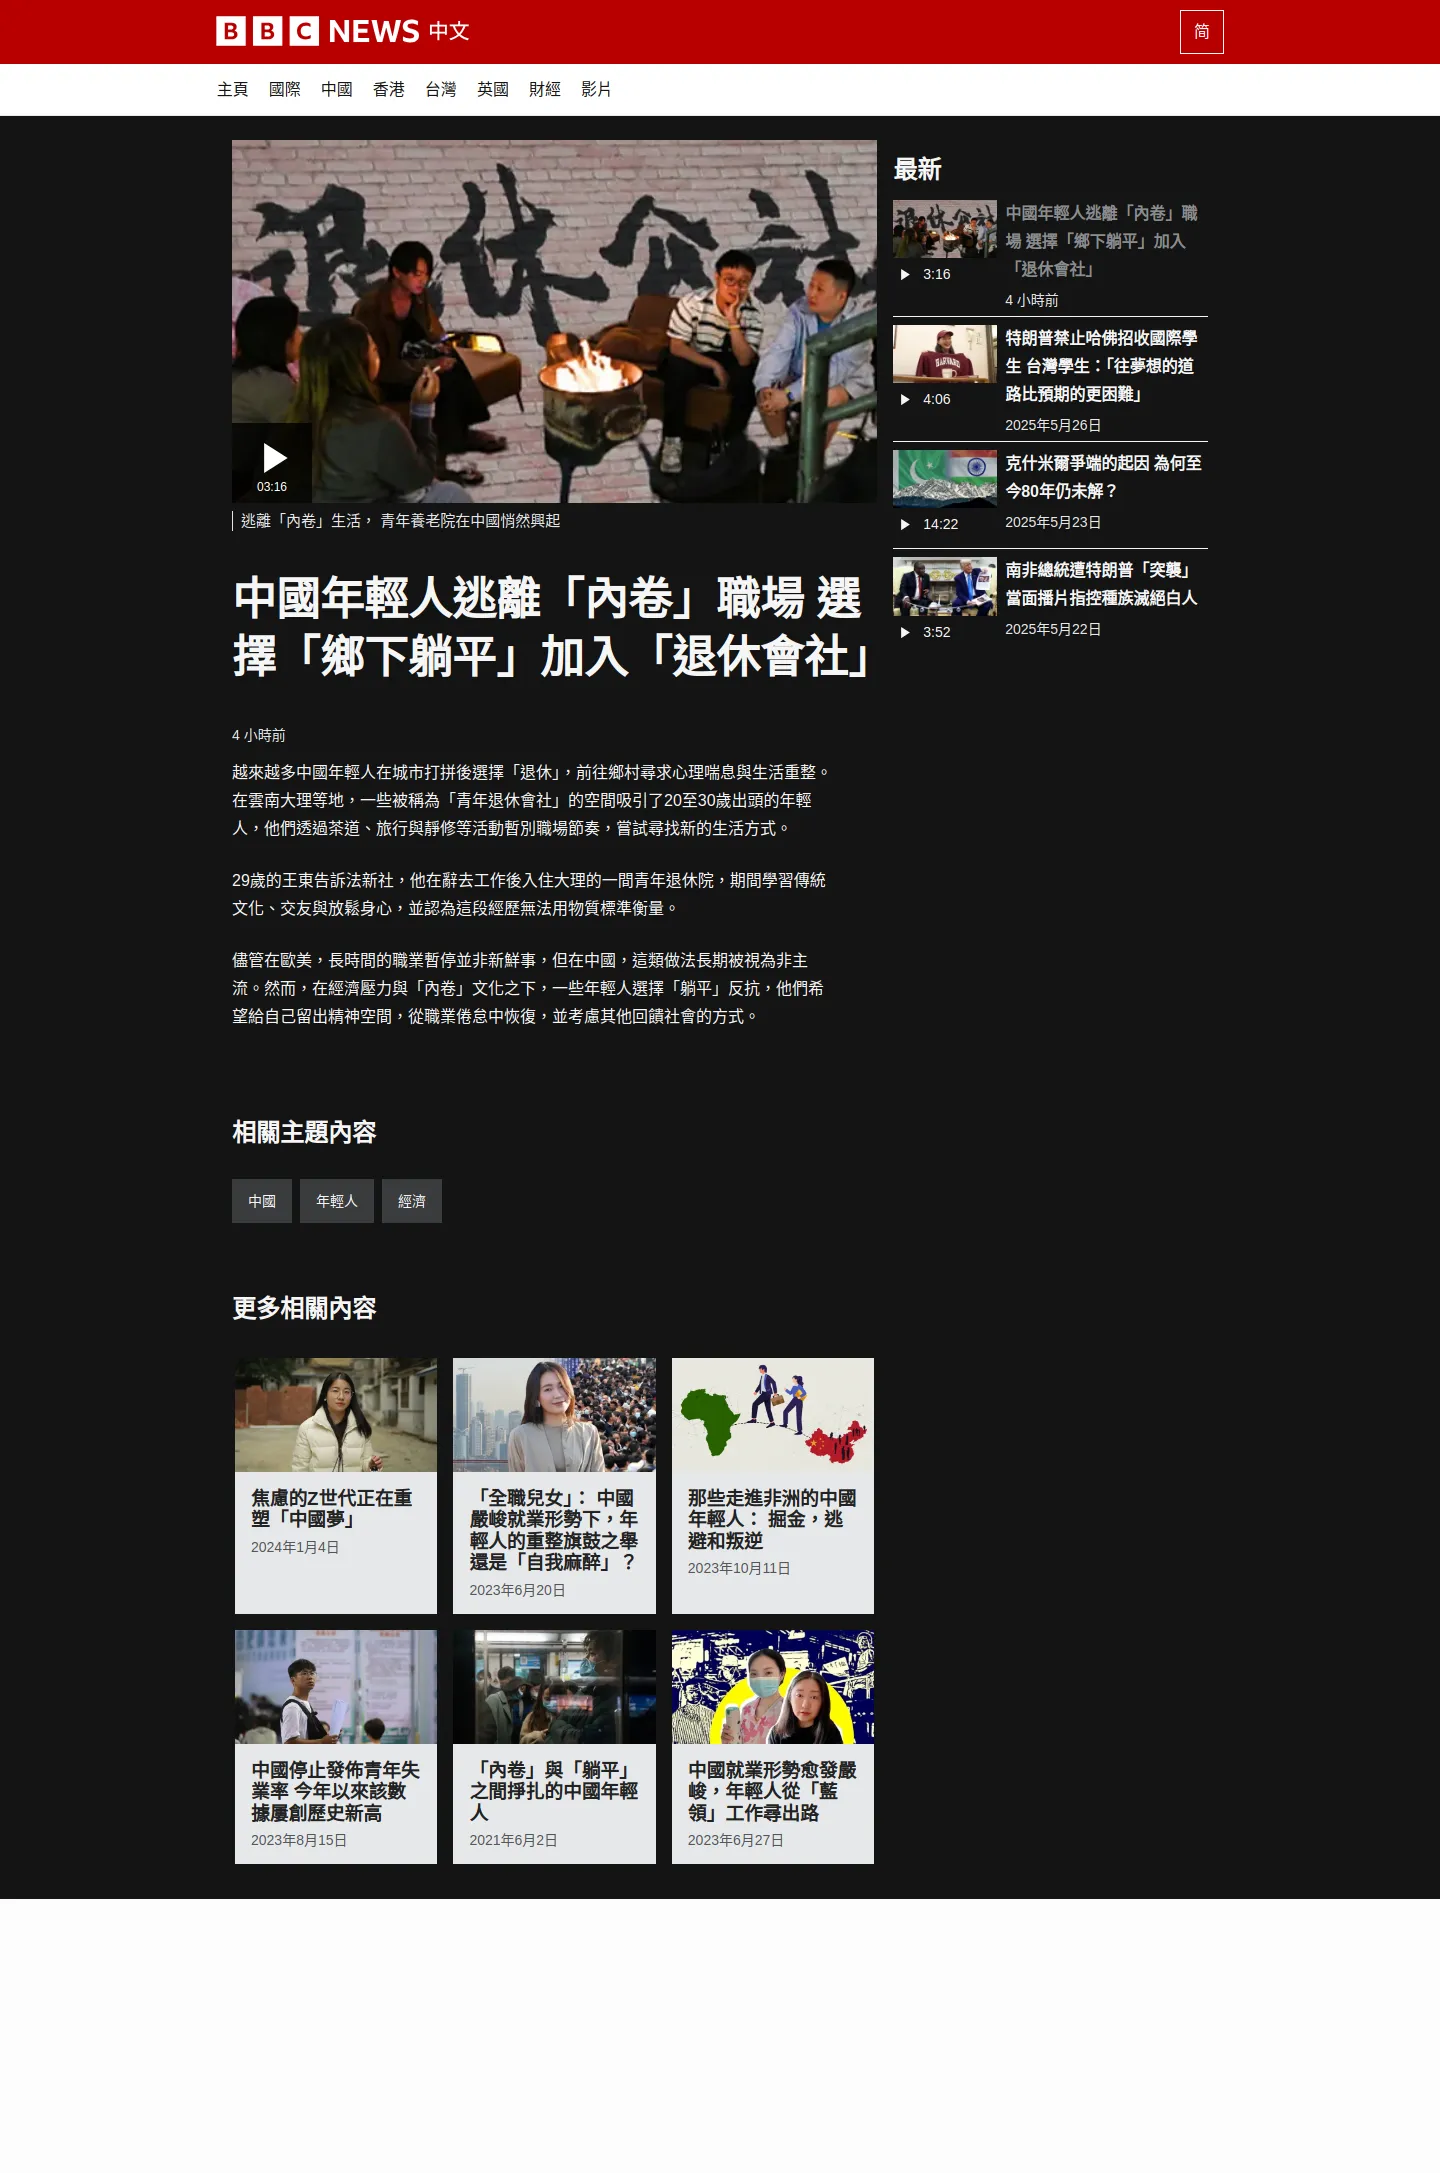 BBC NEWS 中文
简
主頁 國際 中國 香港 台灣 英國 財經 影片
退休会社
03:16
逃離「內卷」生活， 青年養老院在中國悄然興起
中國年輕人逃離「內卷」職場 選
擇「鄉下躺平」加入「退休會社」
4 小時前
越來越多中國年輕人在城市打拼後選擇「退休」，前往鄉村尋求心理喘息與生活重整。
在雲南大理等地，一些被稱為「青年退休會社」的空間吸引了20至30歲出頭的年輕
人，他們透過茶道、旅行與靜修等活動暫別職場節奏，嘗試尋找新的生活方式。
29歲的王東告訴法新社，他在辭去工作後入住大理的一間青年退休院，期間學習傳統
文化、交友與放鬆身心，並認為這段經歷無法用物質標準衡量。
儘管在歐美，長時間的職業暫停並非新鮮事，但在中國，這類做法長期被視為非主
流。然而，在經濟壓力與「內卷」文化之下，一些年輕人選擇「躺平」反抗，他們希
望給自己留出精神空間，從職業倦怠中恢復，並考慮其他回饋社會的方式。
最新
中國年輕人逃離「內卷」職
場 選擇「鄉下躺平」加入
「退休會社」
3:16
4 小時前
特朗普禁止哈佛招收國際學
生 台灣學生：「往夢想的道
路比預期的更困難」
HARVARD
4:06
2025年5月26日
克什米爾爭端的起因 為何至
今80年仍未解？
14:22
2025年5月23日
南非總統遭特朗普「突襲」
當面播片指控種族滅絕白人
3:52
2025年5月22日
相關主題內容
中國 年輕人 經濟
更多相關內容
焦慮的Z世代正在重
塑「中國夢」
2024年1月4日
「全職兒女」： 中國
嚴峻就業形勢下，年
輕人的重整旗鼓之舉
還是「自我麻醉」？
2023年6月20日
那些走進非洲的中國
年輕人： 掘金，逃
避和叛逆
2023年10月11日
中國停止發佈青年失
業率 今年以來該數
據屢創歷史新高
2023年8月15日
「內卷」與「躺平」
之間掙扎的中國年輕
人
2021年6月2日
中國就業形勢愈發嚴
峻，年輕人從「藍
領」工作尋出路
2023年6月27日